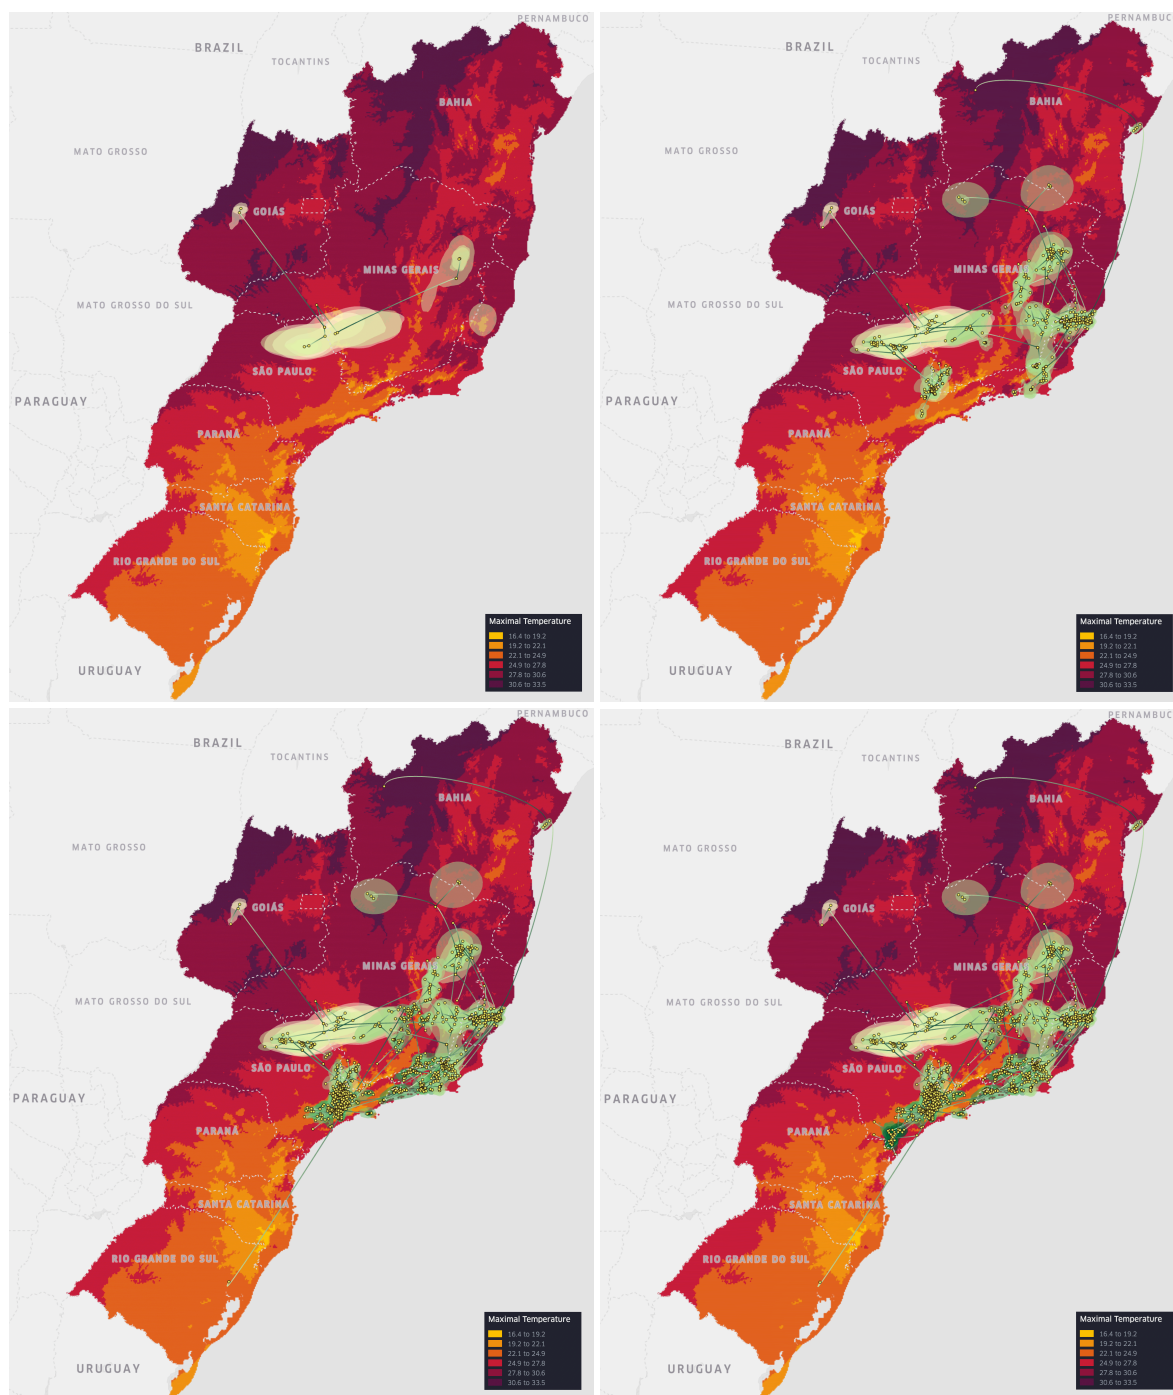 PERNAMBUCO
BRAZIL
TOCANTINS
BAHIA
MATO GROSSO
GOIÁS
MINAS GERAIS
MATO GROSSO DO SUL
SÃO PAULO
PARAGUAY
PARANÁ
SANTA CATARINA
RIO GRANDE DO SUL
URUGUAY
Maximal Temperature
16.4 to 19.2
19.2 to 22.1
22.1 to 24.9
24.9 to 27.8
27.8 to 30.6
30.6 to 33.5
PERNAMBUC
BRAZIL
TOCANTINS
BAHIA
MATO GROSSO
GOIÁS
MINAS GERAIS
MATO GROSSO DO SUL
SÃO PAULO
PARAGUAY
PARANÁ
SANTA CATARINA
RIO GRANDE DO SUL
URUGUAY
Maximal Temperature
16.4 to 19.2
19.2 to 22.1
22.1 to 24.9
24.9 to 27.8
27.8 to 30.6
30.6 to 33.5
PERNAMBUCO
BRAZIL
TOCANTINS
BAHIA
MATO GROSSO
GOIÁS
MINAS GERAIS
MATO GROSSO DO SUL
SÃO PAULO
PARAGUAY
PARANÁ
SANTA CATARINA
RIO GRANDE DO SUL
URUGUAY
Maximal Temperature
16.4 to 19.2
19.2 to 22.1
22.1 to 24.9
24.9 to 27.8
27.8 to 30.6
30.6 to 33.5
PERNAMBUC
BRAZIL
TOCANTINS
BAHIA
MATO GROSSO
GOIÁS
MINAS GERAIS
MATO GROSSO DO SUL
SÃO PAULO
PARAGUAY
PARANÁ
SANTA CATARINA
RIO GRANDE DO SUL
URUGUAY
Maximal Temperature
16.4 to 19.2
19.2 to 22.1
22.1 to 24.9
24.9 to 27.8
27.8 to 30.6
30.6 to 33.5